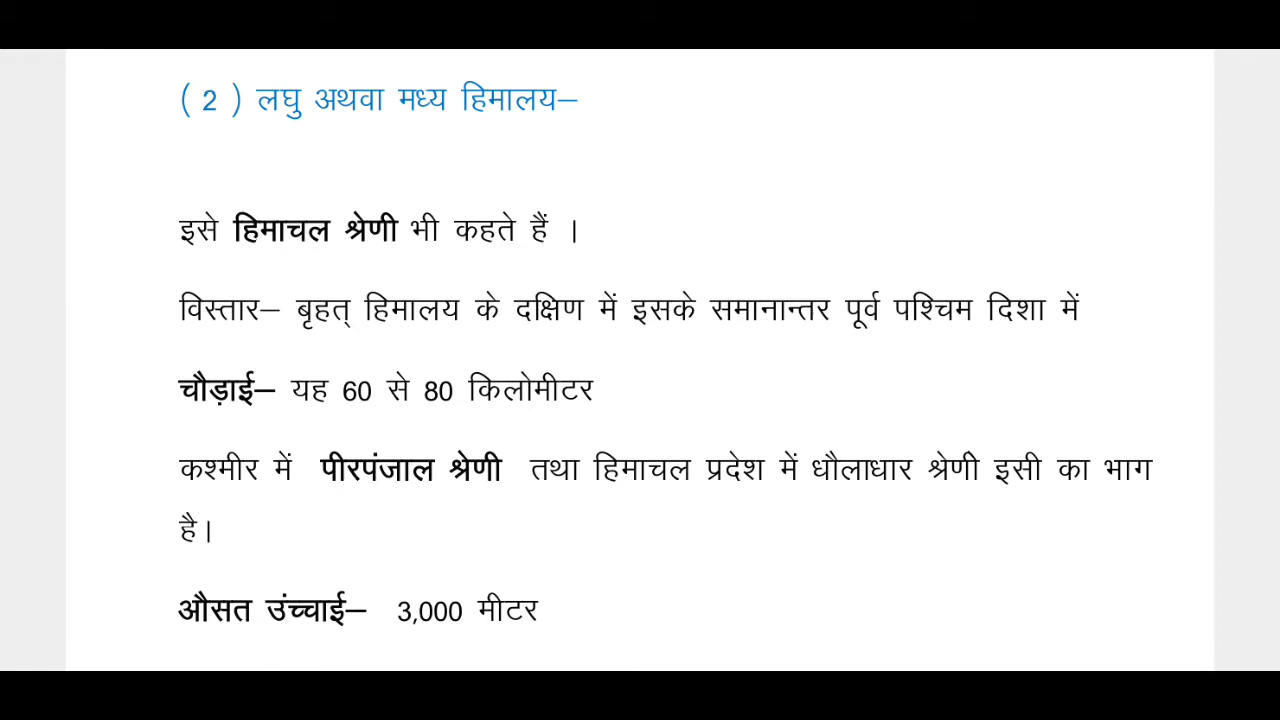 ( 2 ) लघु अथवा मध्य हिमालय–
इसे हिमाचल श्रेणी भी कहते हैं ।
विस्तार– बृहत् हिमालय के दक्षिण में इसके समानान्तर पूर्व पश्चिम दिशा में
चौड़ाई– यह 60 से 80 किलोमीटर
कश्मीर में पीरपंजाल श्रेणी तथा हिमाचल प्रदेश में धौलाधार श्रेणी इसी का भाग
है।
औसत उंच्चाई– 3,000 मीटर